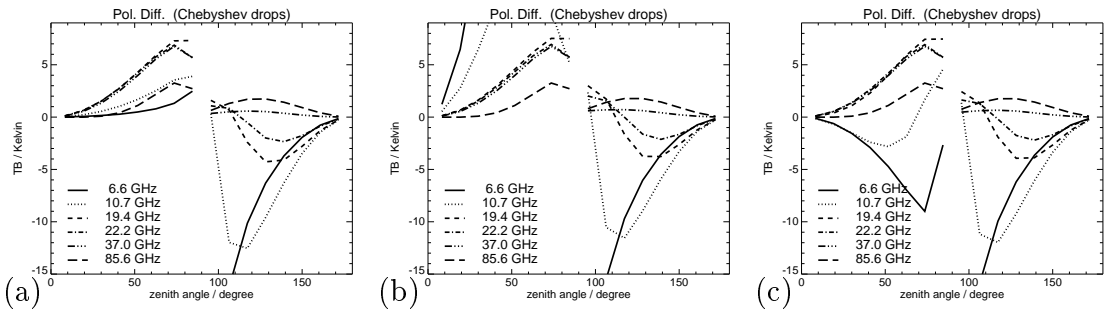 Pol. Diff. (Chebyshev drops)
TB / Kelvin
5
0
-5
-10
-15
6.6 GHz
10.7 GHz
19.4 GHz
22.2 GHz
37.0 GHz
85.6 GHz
0 50 100 150
zenith angle / degree
(a)
Pol. Diff. (Chebyshev drops)
TB / Kelvin
5
0
-5
-10
-15
6.6 GHz
10.7 GHz
19.4 GHz
22.2 GHz
37.0 GHz
85.6 GHz
0 50 100 150
zenith angle / degree
(b)
Pol. Diff. (Chebyshev drops)
TB / Kelvin
5
0
-5
-10
-15
6.6 GHz
10.7 GHz
19.4 GHz
22.2 GHz
37.0 GHz
85.6 GHz
0 50 100 150
zenith angle / degree
(c)